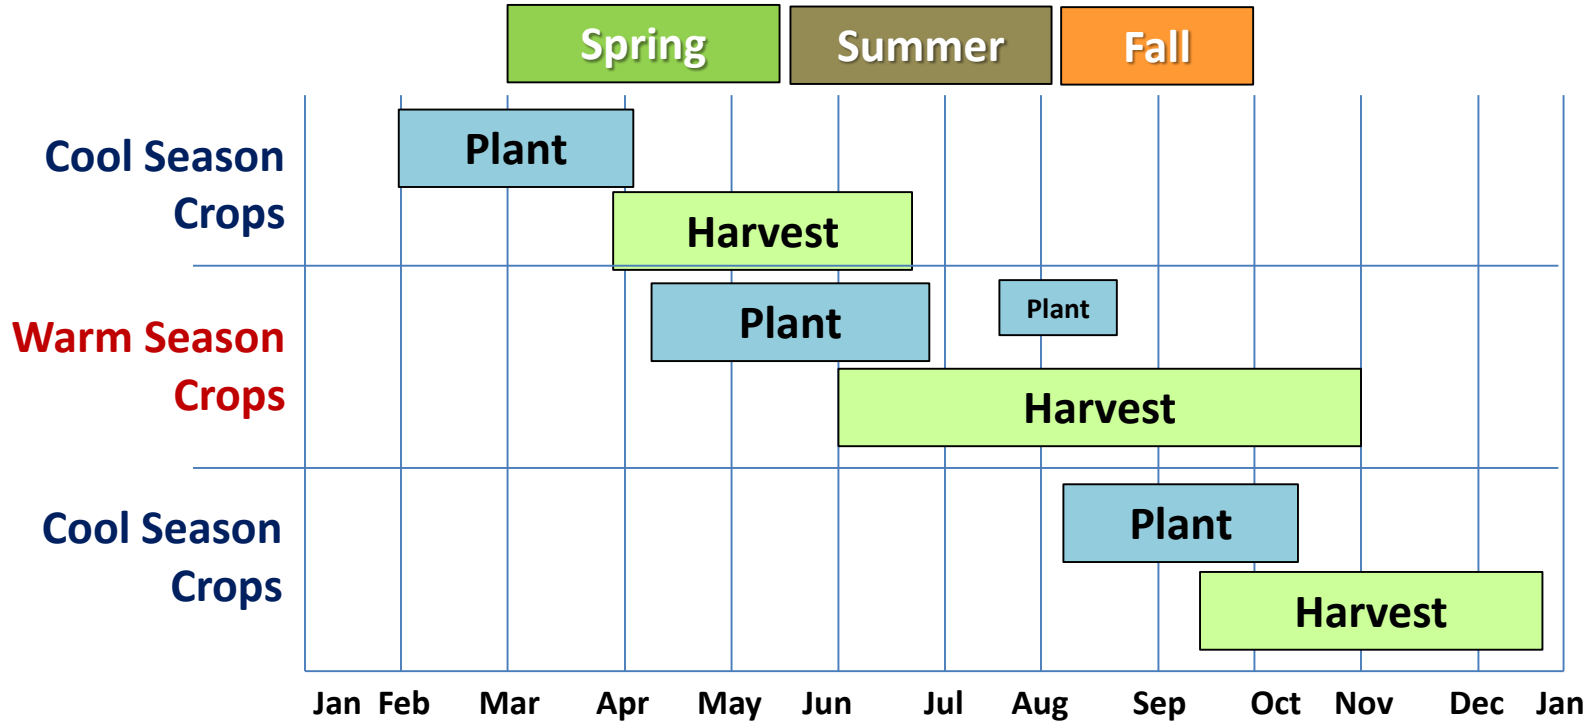 Spring Summer Fall
Cool Season
Crops
Plant
Harvest
Warm Season
Crops
Plant
Plant
Harvest
Cool Season
Crops
Plant
Harvest
Jan Feb Mar Apr May Jun Jul Aug Sep Oct Nov Dec Jan